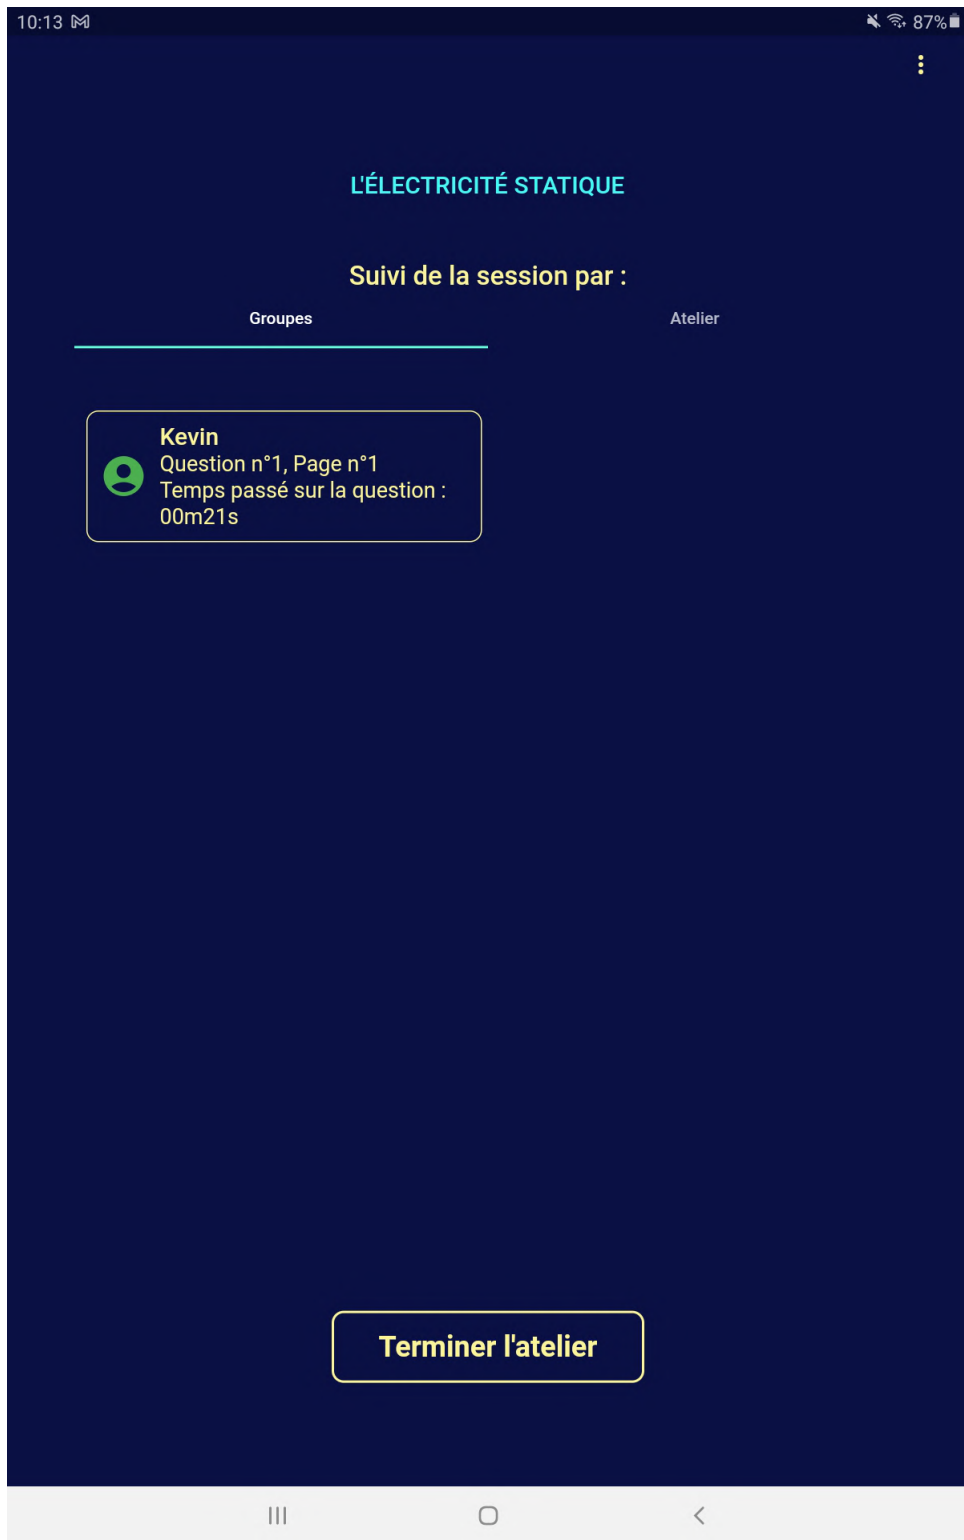 10:13 87%
L'ÉLECTRICITÉ STATIQUE
Suivi de la session par :
Groupes Atelier
Kevin
Question n°1, Page n°1
Temps passé sur la question :
00m21s
Terminer l'atelier